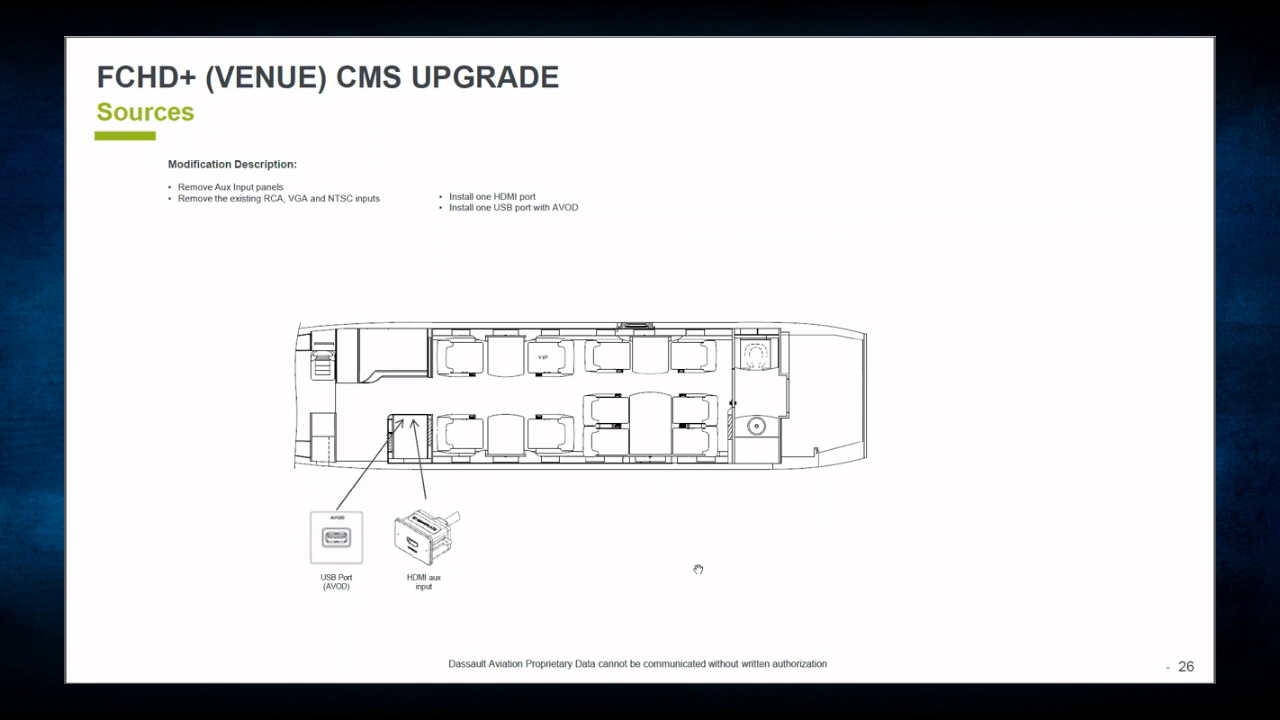 FCHD+ (VENUE) CMS UPGRADE
Sources
Modification Description:
• Remove Aux Input panels
• Remove the existing RCA, VGA and NTSC inputs
• Install one HDMI port
• Install one USB port with AVOD
VIP
USB Port
(AVOD)
HDMI aux
input
Dassault Aviation Proprietary Data cannot be communicated without written authorization
- 26